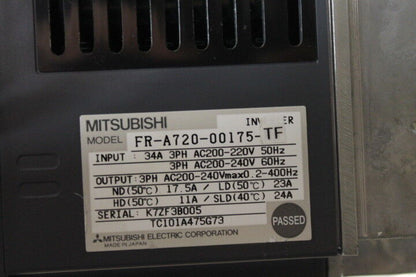 MITSUBISHI INVERTER
MODEL FR-A720-00175-TF
INPUT : 34A 3PH AC200-220V 50Hz
3PH AC200-240V 60Hz
OUTPUT:3PH AC200-240Vmax0.2-400Hz
ND(50℃) 17.5A / LD(50℃) 23A
HD(50℃) 11A / SLD(40℃) 24A
SERIAL: K7ZF3B005
TC101A475G73
PASSED
MITSUBISHI ELECTRIC CORPORATION
MADE IN JAPAN